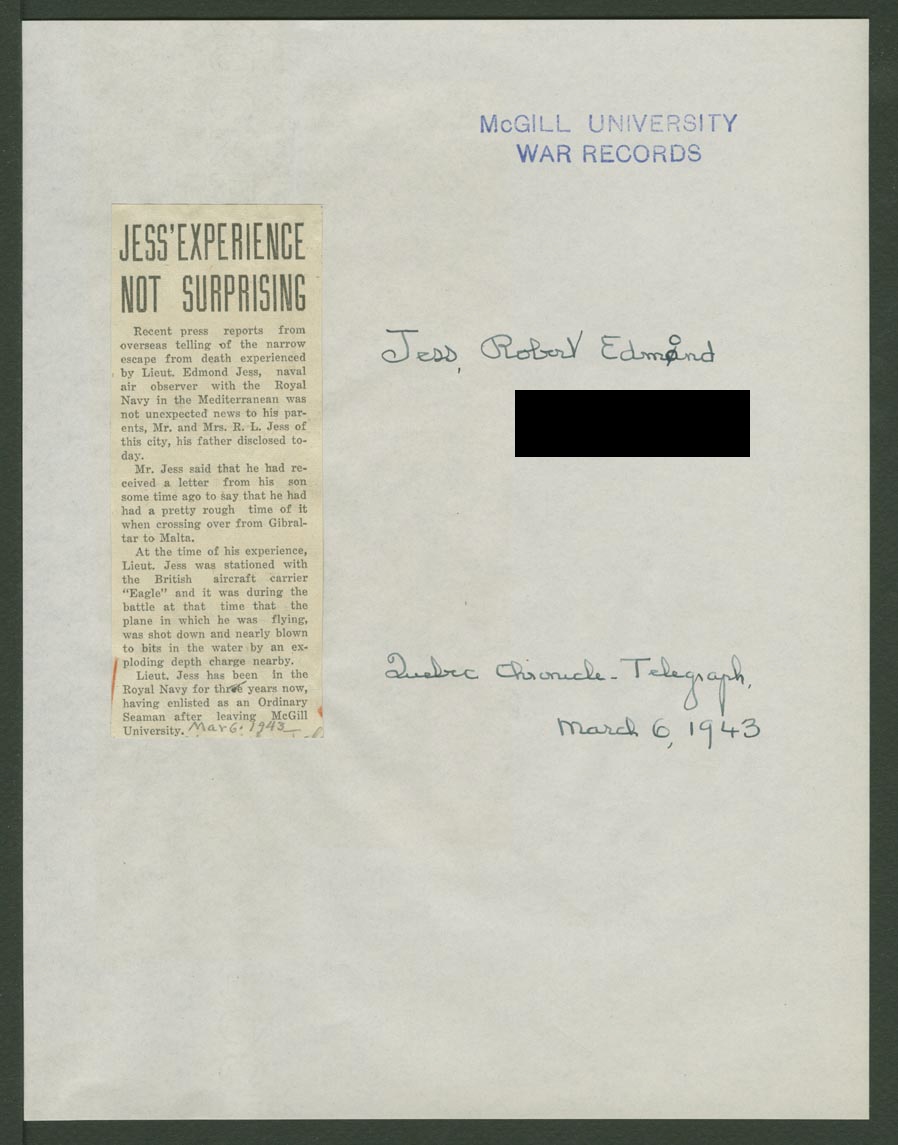 McGILL UNIVERSITY
WAR RECORDS
JESS' EXPERIENCE
NOT SURPRISING
Recent press reports from
overseas telling of the narrow
escape from death experienced
by Lieut. Edmond Jess, naval
air observer with the Royal
Navy in the Mediterranean was
not unexpected news to his par-
ents, Mr. and Mrs. R. L. Jess of
this city, his father disclosed to-
day.
Mr. Jess said that he had re-
ceived a letter from his son
some time ago to say that he had
had a pretty rough time of it
when crossing over from Gibral-
tar to Malta.
At the time of his experience,
Lieut. Jess was stationed with
the British aircraft carrier
"Eagle" and it was during the
battle at that time that the
plane in which he was flying,
was shot down and nearly blown
to bits in the water by an ex-
ploding depth charge nearby.
Lieut. Jess has been in the
Royal Navy for three years now,
having enlisted as an Ordinary
Seaman after leaving McGill
University. Mar 6. 1943
Jess, Robert Edmond
Quebec Chronicle-Telegraph,
March 6, 1943